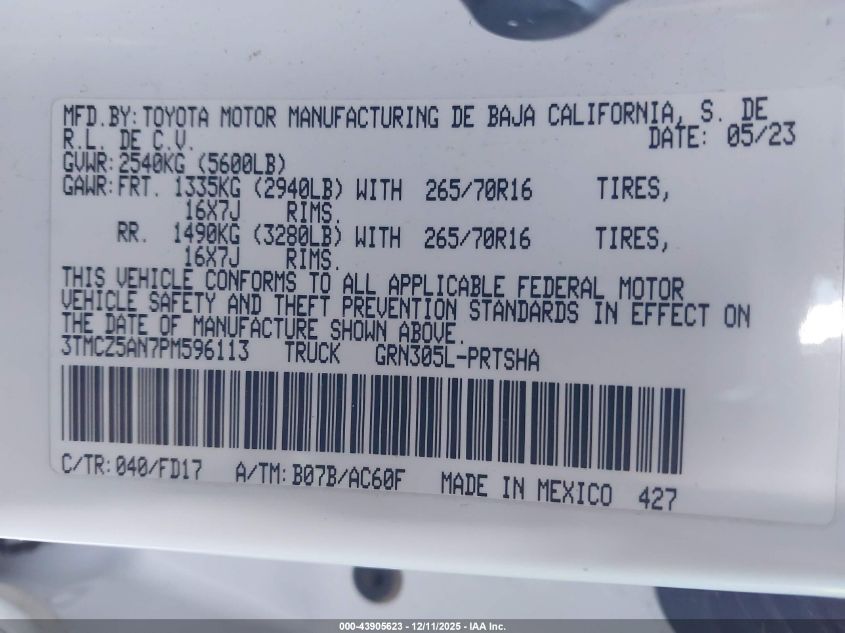 MFD.BY: TOYOTA MOTOR MANUFACTURING DE BAJA CALIFORNIA, S. DE
R.L. DE C.V. DATE: 05/23
GVWR: 2540KG (5600LB)
GAWR: FRT. 1335KG (2940LB) WITH 265/70R16 TIRES,
16X7J RIMS.
RR. 1490KG (3280LB) WITH 265/70R16 TIRES,
16X7J RIMS.
THIS VEHICLE CONFORMS TO ALL APPLICABLE FEDERAL MOTOR
VEHICLE SAFETY AND THEFT PREVENTION STANDARDS IN EFFECT ON
THE DATE OF MANUFACTURE SHOWN ABOVE.
3TMCZ5AN7PM596113 TRUCK GRN305L-PRTSHA
C/TR: 040/FD17 A/TM: B07B/AC60F MADE IN MEXICO 427
000-43905623 - 12/11/2025 - IAA Inc.